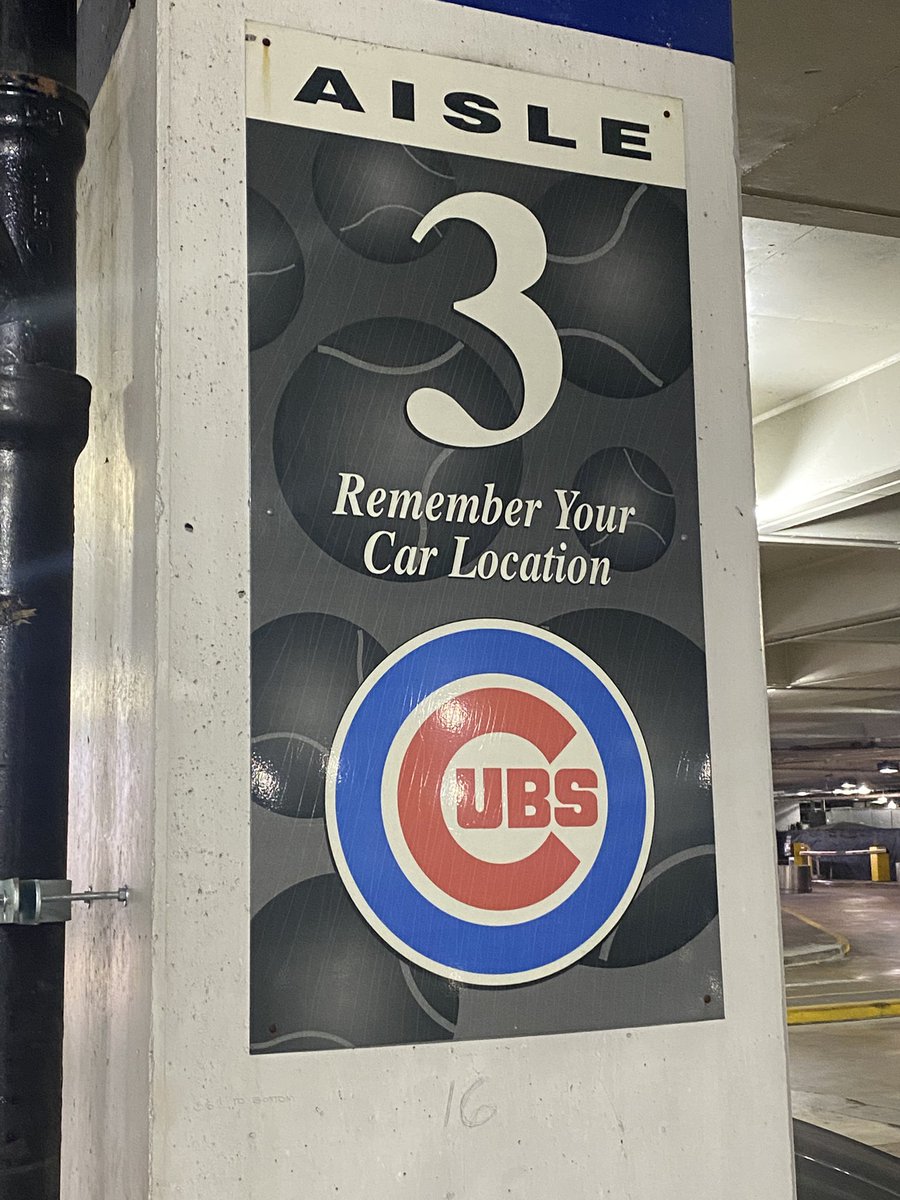 AISLE
3
Remember Your
Car Location
CUBS
16